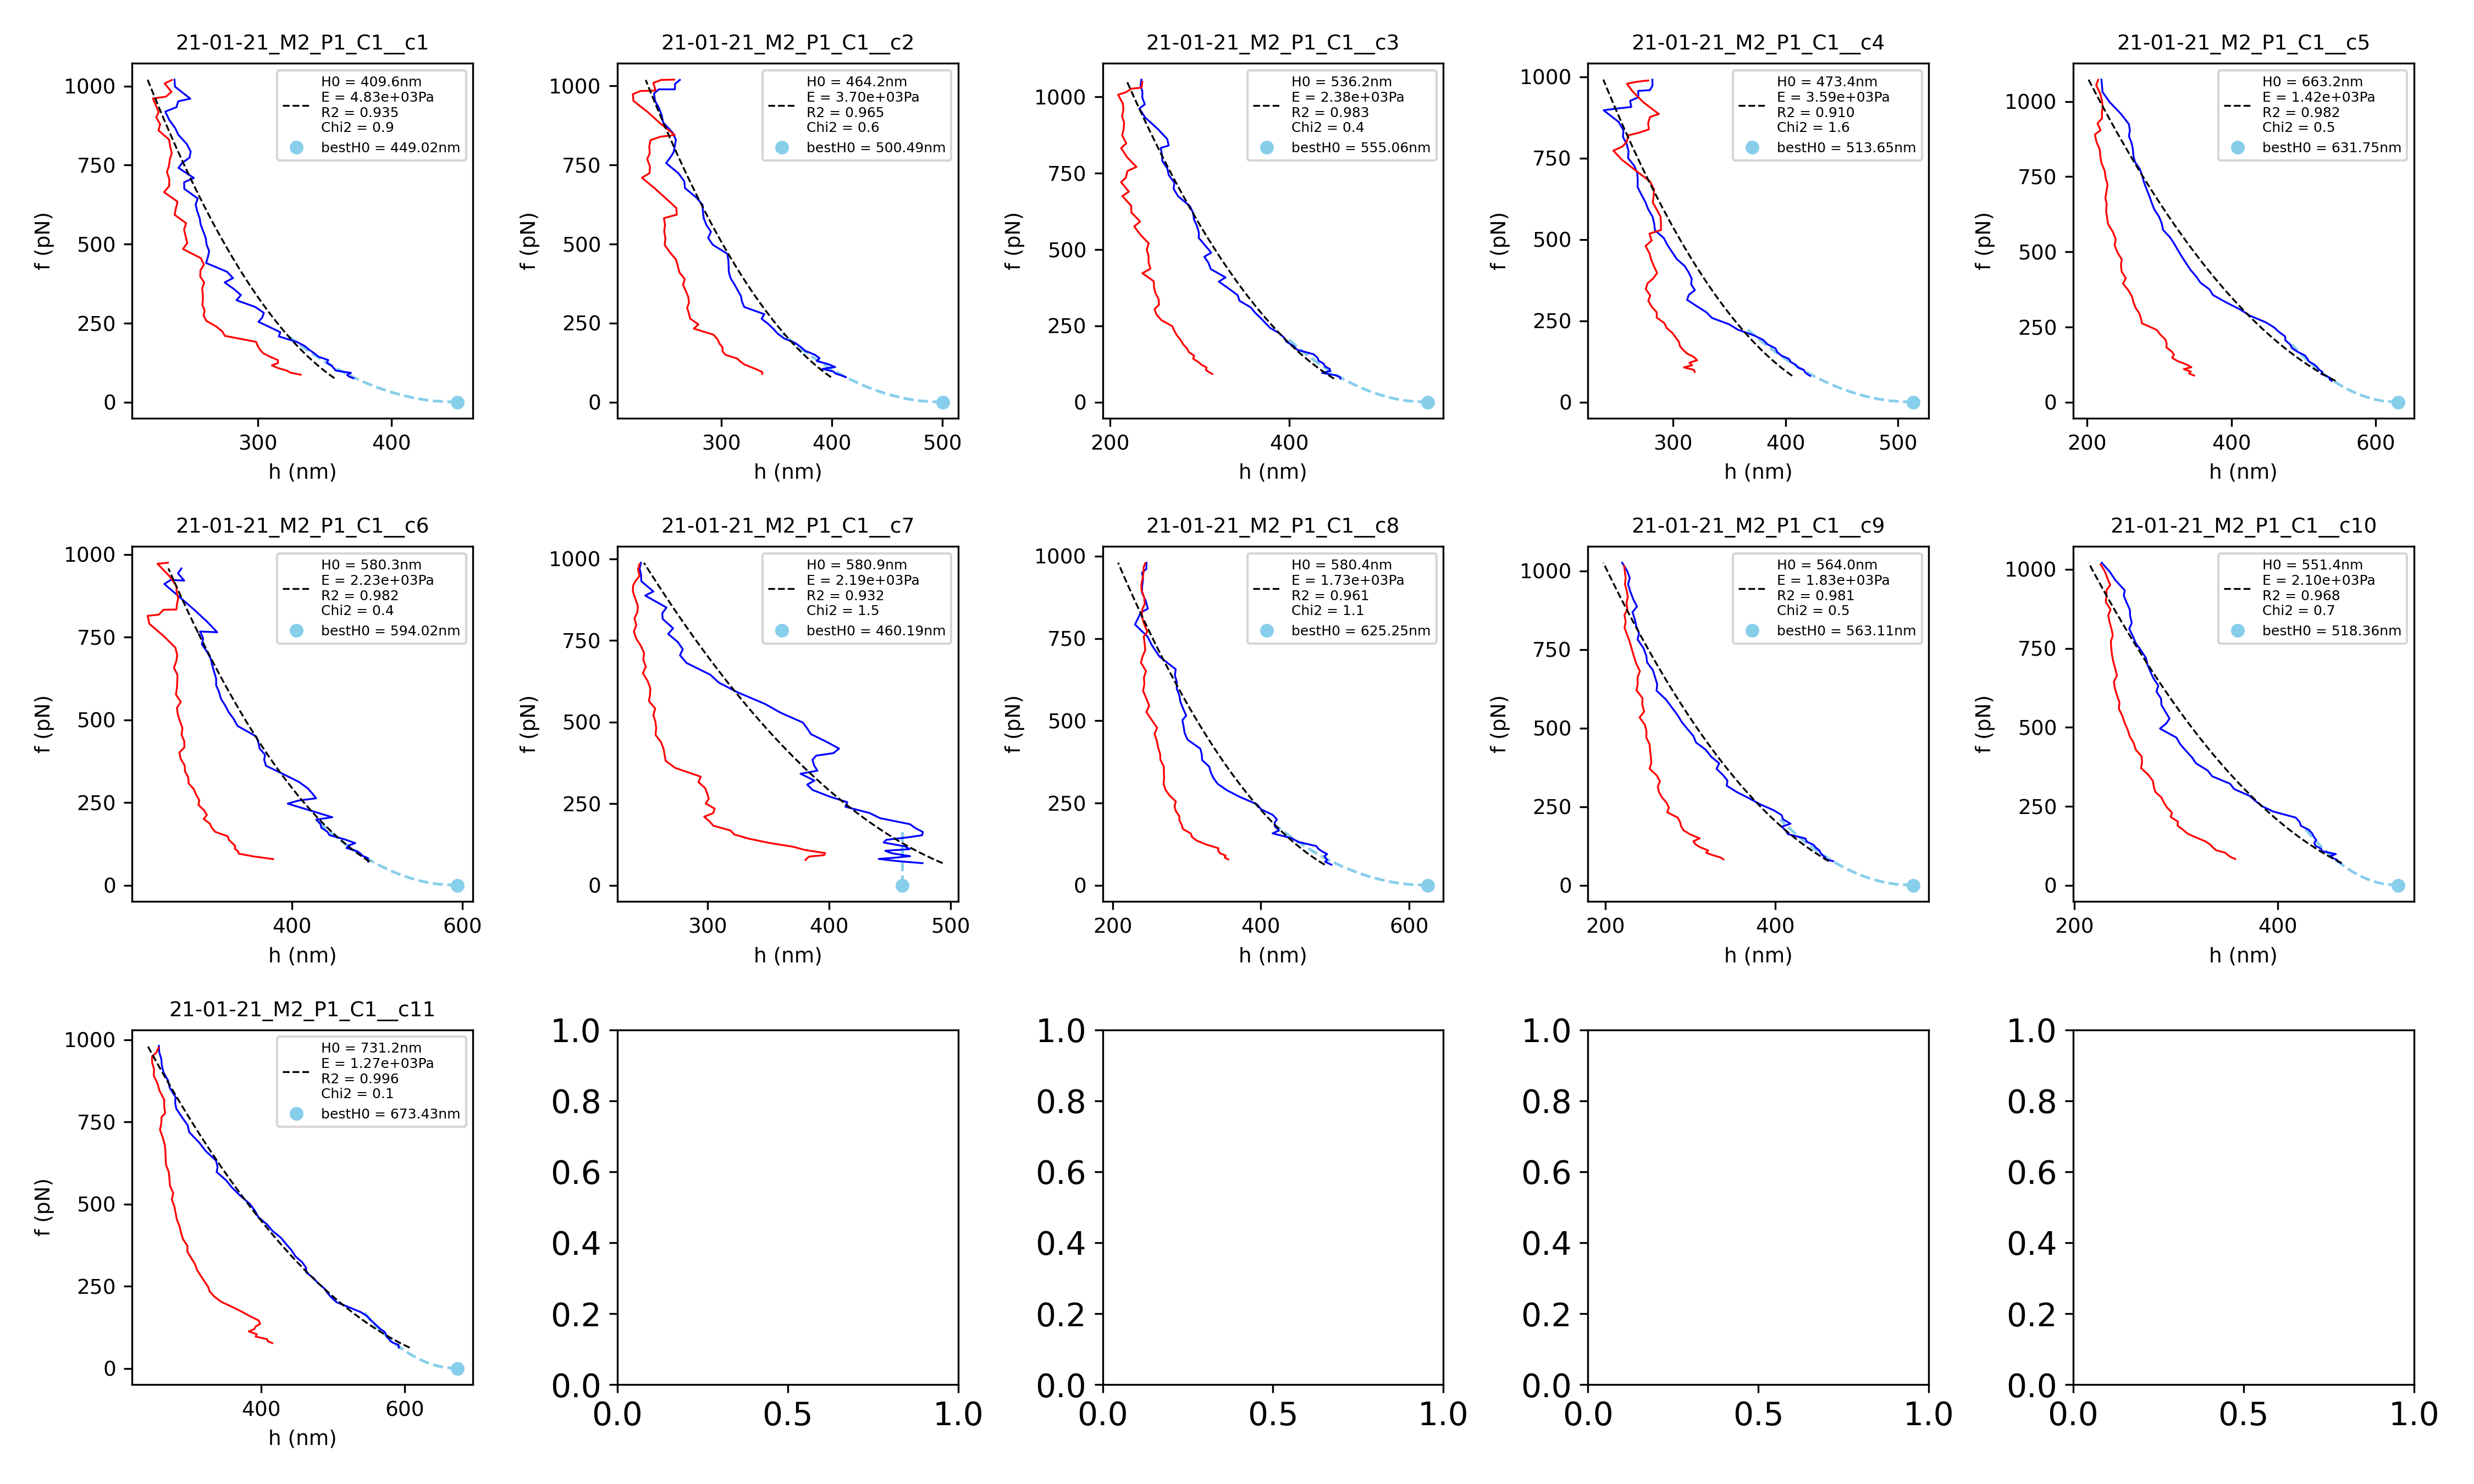 21-01-21_M2_P1_C1__c1
f (pN)
1000
750
500
250
0
H0 = 409.6nm
E = 4.83e+03Pa
R2 = 0.935
Chi2 = 0.9
bestH0 = 449.02nm
300 400
h (nm)
21-01-21_M2_P1_C1__c2
f (pN)
1000
750
500
250
0
H0 = 464.2nm
E = 3.70e+03Pa
R2 = 0.965
Chi2 = 0.6
bestH0 = 500.49nm
300 400 500
h (nm)
21-01-21_M2_P1_C1__c3
f (pN)
1000
750
500
250
0
H0 = 536.2nm
E = 2.38e+03Pa
R2 = 0.983
Chi2 = 0.4
bestH0 = 555.06nm
200 400
h (nm)
21-01-21_M2_P1_C1__c4
f (pN)
1000
750
500
250
0
H0 = 473.4nm
E = 3.59e+03Pa
R2 = 0.910
Chi2 = 1.6
bestH0 = 513.65nm
300 400 500
h (nm)
21-01-21_M2_P1_C1__c5
f (pN)
1000
750
500
250
0
H0 = 663.2nm
E = 1.42e+03Pa
R2 = 0.982
Chi2 = 0.5
bestH0 = 631.75nm
200 400 600
h (nm)
21-01-21_M2_P1_C1__c6
f (pN)
1000
750
500
250
0
H0 = 580.3nm
E = 2.23e+03Pa
R2 = 0.982
Chi2 = 0.4
bestH0 = 594.02nm
400 600
h (nm)
21-01-21_M2_P1_C1__c7
f (pN)
1000
750
500
250
0
H0 = 580.9nm
E = 2.19e+03Pa
R2 = 0.932
Chi2 = 1.5
bestH0 = 460.19nm
300 400 500
h (nm)
21-01-21_M2_P1_C1__c8
f (pN)
1000
750
500
250
0
H0 = 580.4nm
E = 1.73e+03Pa
R2 = 0.961
Chi2 = 1.1
bestH0 = 625.25nm
200 400 600
h (nm)
21-01-21_M2_P1_C1__c9
f (pN)
1000
750
500
250
0
H0 = 564.0nm
E = 1.83e+03Pa
R2 = 0.981
Chi2 = 0.5
bestH0 = 563.11nm
200 400
h (nm)
21-01-21_M2_P1_C1__c10
f (pN)
1000
750
500
250
0
H0 = 551.4nm
E = 2.10e+03Pa
R2 = 0.968
Chi2 = 0.7
bestH0 = 518.36nm
200 400
h (nm)
21-01-21_M2_P1_C1__c11
f (pN)
1000
750
500
250
0
H0 = 731.2nm
E = 1.27e+03Pa
R2 = 0.996
Chi2 = 0.1
bestH0 = 673.43nm
400 600
h (nm)
1.0
0.8
0.6
0.4
0.2
0.0
0.0 0.5 1.0
1.0
0.8
0.6
0.4
0.2
0.0
0.0 0.5 1.0
1.0
0.8
0.6
0.4
0.2
0.0
0.0 0.5 1.0
1.0
0.8
0.6
0.4
0.2
0.0
0.0 0.5 1.0